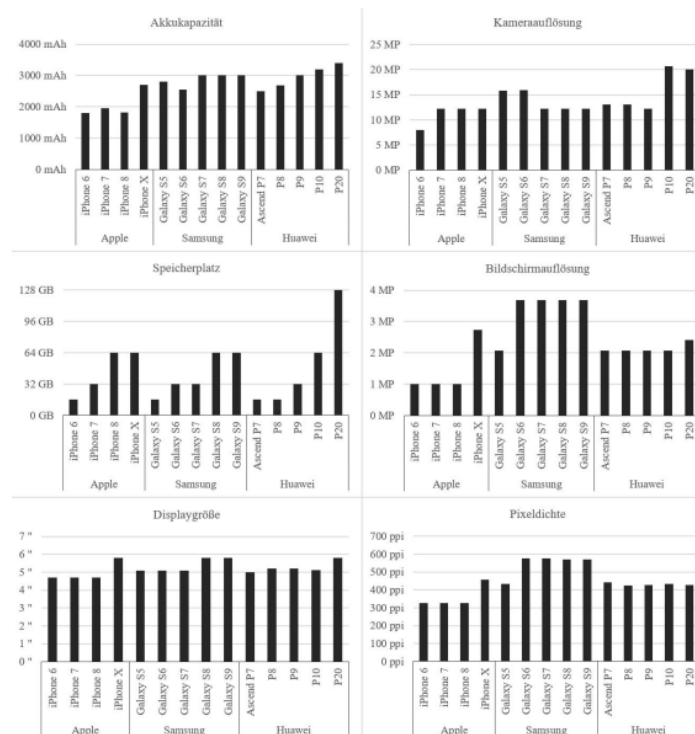 Akkukapazität
4000 mAh
3000 mAh
2000 mAh
1000 mAh
0 mAh
iPhone 6
iPhone 7
iPhone 8
iPhone X
Galaxy S5
Galaxy S6
Galaxy S7
Galaxy S8
Galaxy S9
Ascend P7
P8
P9
P10
P20
Apple Samsung Huawei
Kameraauflösung
25 MP
20 MP
15 MP
10 MP
5 MP
0 MP
iPhone 6
iPhone 7
iPhone 8
iPhone X
Galaxy S5
Galaxy S6
Galaxy S7
Galaxy S8
Galaxy S9
Ascend P7
P8
P9
P10
P20
Apple Samsung Huawei
Speicherplatz
128 GB
96 GB
64 GB
32 GB
0 GB
iPhone 6
iPhone 7
iPhone 8
iPhone X
Galaxy S5
Galaxy S6
Galaxy S7
Galaxy S8
Galaxy S9
Ascend P7
P8
P9
P10
P20
Apple Samsung Huawei
Bildschirmauflösung
4 MP
3 MP
2 MP
1 MP
0 MP
iPhone 6
iPhone 7
iPhone 8
iPhone X
Galaxy S5
Galaxy S6
Galaxy S7
Galaxy S8
Galaxy S9
Ascend P7
P8
P9
P10
P20
Apple Samsung Huawei
Displaygröße
7 "
6 "
5 "
4 "
3 "
2 "
1 "
0 "
iPhone 6
iPhone 7
iPhone 8
iPhone X
Galaxy S5
Galaxy S6
Galaxy S7
Galaxy S8
Galaxy S9
Ascend P7
P8
P9
P10
P20
Apple Samsung Huawei
Pixeldichte
700 ppi
600 ppi
500 ppi
400 ppi
300 ppi
200 ppi
100 ppi
0 ppi
iPhone 6
iPhone 7
iPhone 8
iPhone X
Galaxy S5
Galaxy S6
Galaxy S7
Galaxy S8
Galaxy S9
Ascend P7
P8
P9
P10
P20
Apple Samsung Huawei